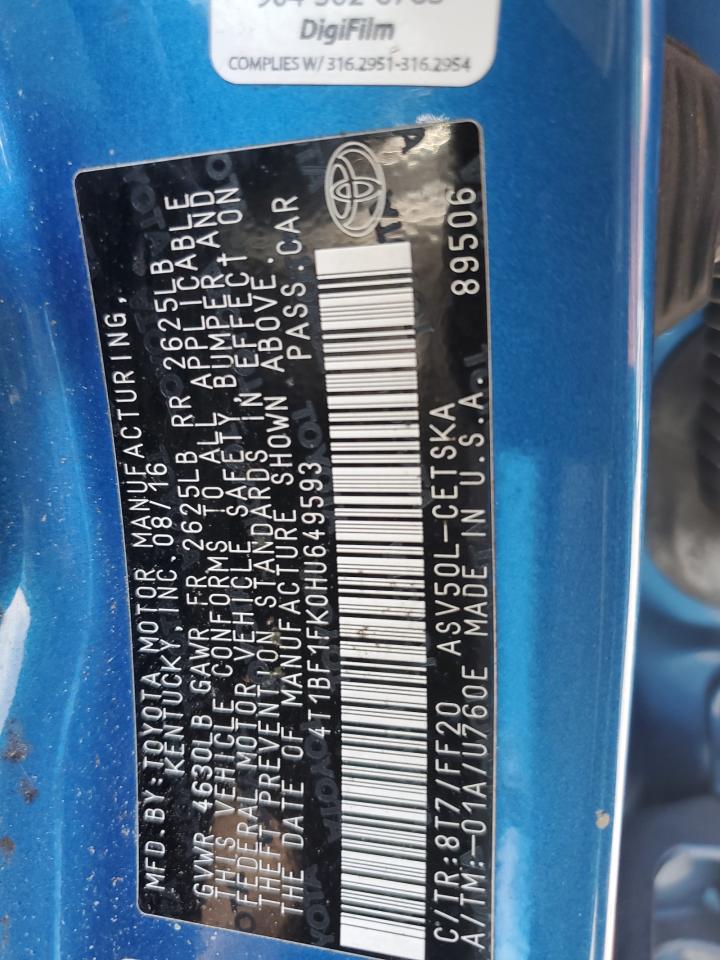 DigiFilm
COMPLIES W/ 316.2951-316.2954
MFD.BY:TOYOTA MOTOR MANUFACTURING,
KENTUCKY, INC. 08/16
GVWR 4630LB GAWR FR 2625LB RR 2625LB
THIS VEHICLE CONFORMS TO ALL APPLICABLE
FEDERAL MOTOR VEHICLE SAFETY, BUMPER, AND
THEFT PREVENTION STANDARDS IN EFFECT ON
THE DATE OF MANUFACTURE SHOWN ABOVE.
4T1BF1FK0HU649593 PASS.CAR
C/TR:8T7/FF20 ASV50L-CETSKA 89506
A/TM:-01A/U760E MADE IN U.S.A.